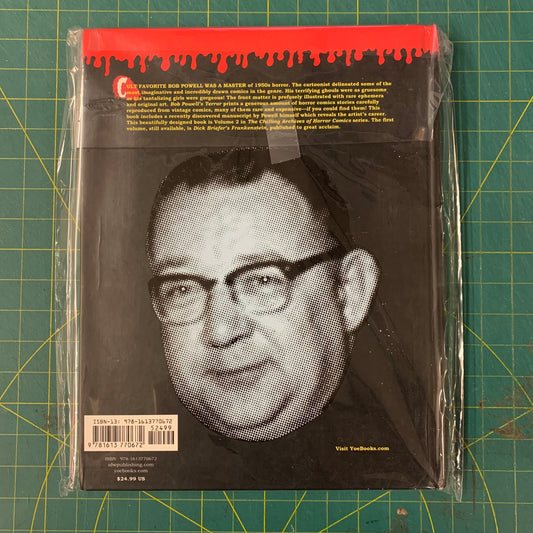 CULT FAVORITE BOB POWELL WAS A MASTER of 1950s horror. The cartoonist delineated some of the
most imaginative and incredibly drawn comics in the genre. His terrifying ghouls were as gruesome
as his tantalizing girls were gorgeous! The front matter is profusely illustrated with rare ephemera
and original art. Bob Powell's Terror prints a generous amount of horror comics stories carefully
reproduced from vintage comics, many of them rare and expensive—if you could find them! This
book includes a recently discovered manuscript by Powell himself which reveals the artist's career.
This beautifully designed book is Volume 2 in The Chilling Archives of Horror Comics series. The first
volume, still available, is Dick Briefer's Frankenstein, published to great acclaim.
ISBN-13: 978-1613770672
52499
9 781613 770672
ISBN 978-1613770672
idwpublishing.com
yoebooks.com
$24.99 US
Visit YoeBooks.com